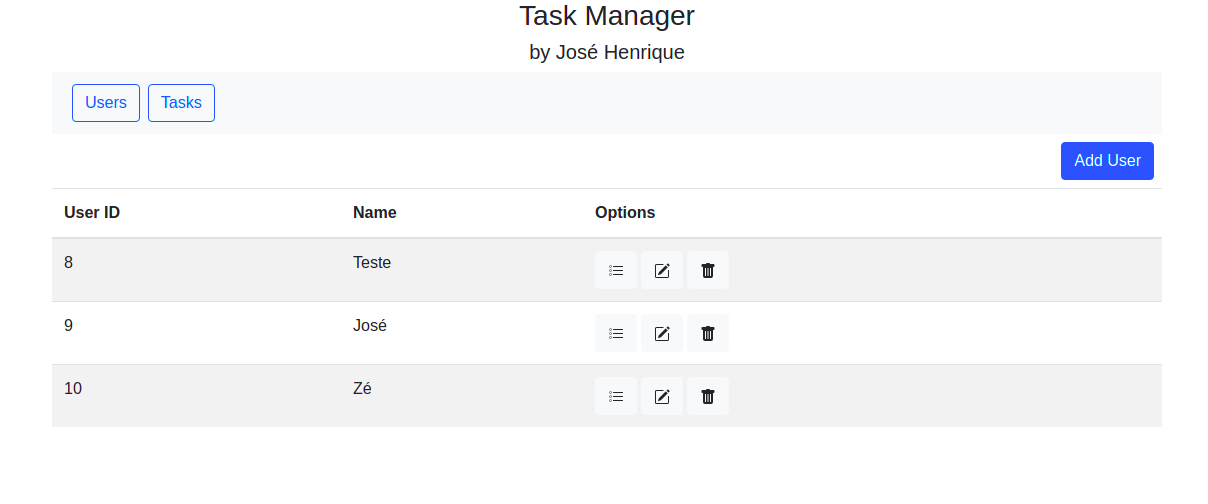 Task Manager
by José Henrique
Users Tasks
Add User
User ID Name Options
8 Teste
9 José
10 Zé